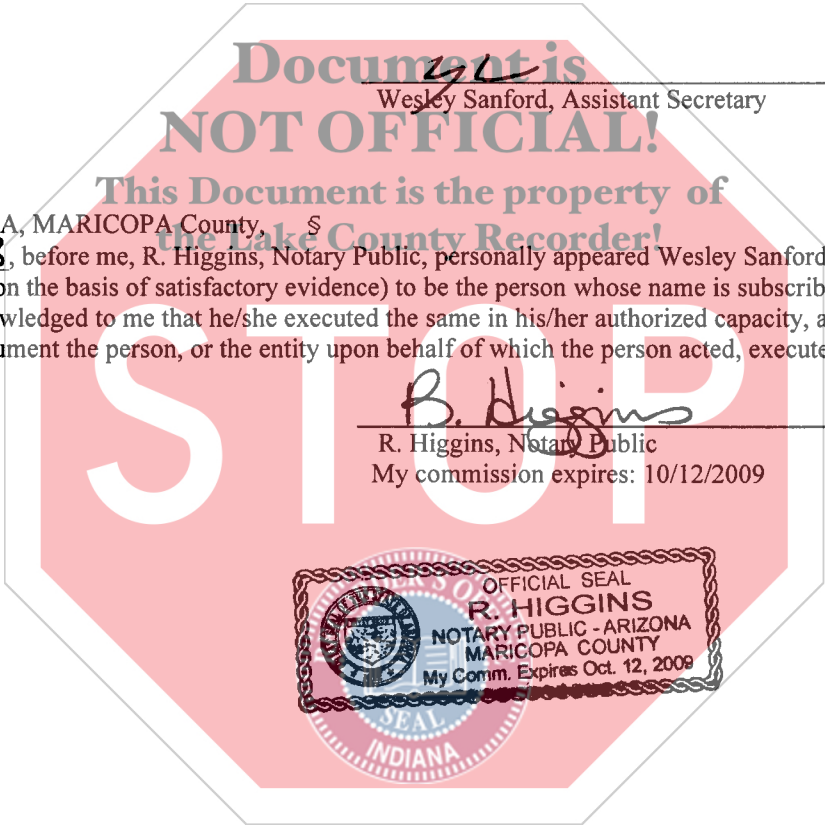 Document is
Wesley Sanford, Assistant Secretary
NOT OFFICIAL!
This Document is the property of
A, MARICOPA County, §
the Lake County Recorder!
, before me, R. Higgins, Notary Public, personally appeared Wesley Sanford
on the basis of satisfactory evidence) to be the person whose name is subscrib
wledged to me that he/she executed the same in his/her authorized capacity, a
ument the person, or the entity upon behalf of which the person acted, execute
STOP
B. Higgins
R. Higgins, Notary Public
My commission expires: 10/12/2009
OFFICIAL SEAL
R. HIGGINS
NOTARY PUBLIC - ARIZONA
MARICOPA COUNTY
My Comm. Expires Oct. 12, 2009
SEAL
INDIANA